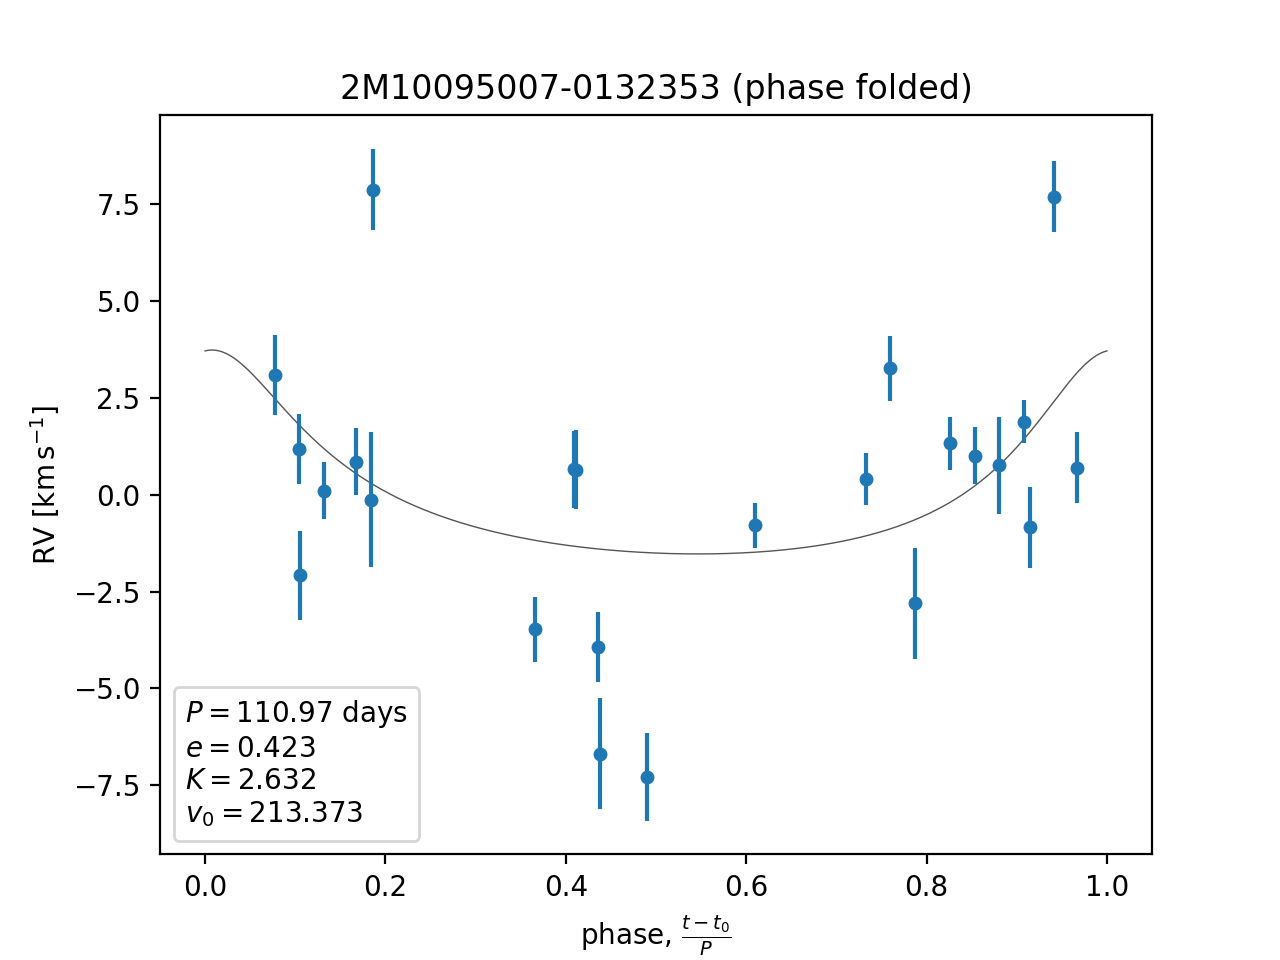 2M10095007-0132353 (phase folded)
RV [km s⁻¹]
7.5
5.0
2.5
0.0
−2.5
−5.0
−7.5
P = 110.97 days
e = 0.423
K = 2.632
v₀ = 213.373
0.0 0.2 0.4 0.6 0.8 1.0
phase, (t − t₀)/P